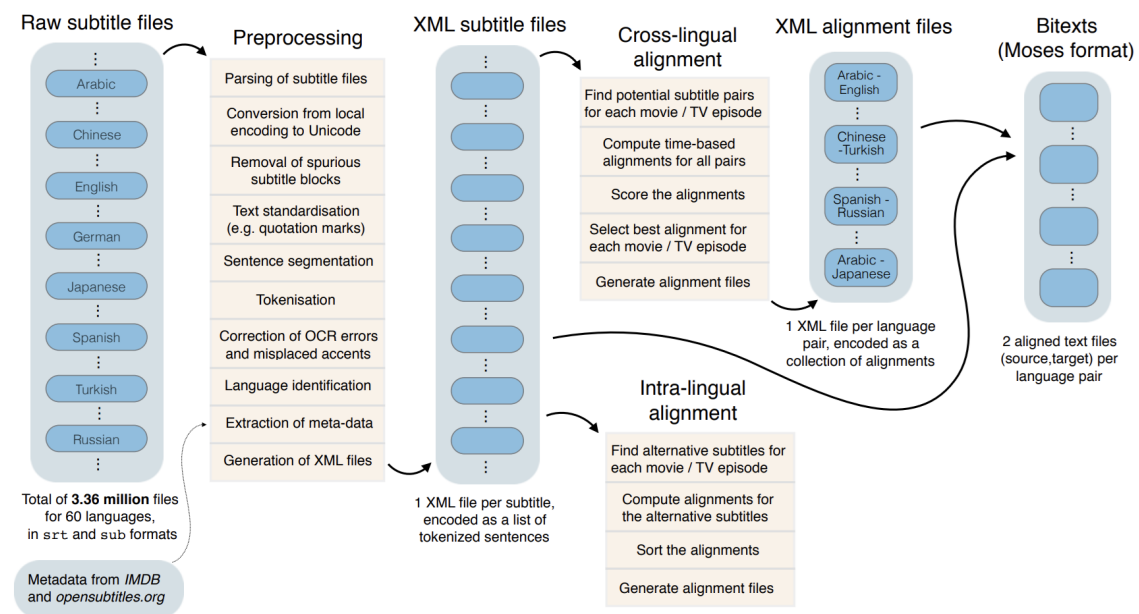 Raw subtitle files
Arabic
Chinese
English
German
Japanese
Spanish
Turkish
Russian
Total of 3.36 million files
for 60 languages,
in srt and sub formats
Metadata from IMDB
and opensubtitles.org
Preprocessing
Parsing of subtitle files
Conversion from local
encoding to Unicode
Removal of spurious
subtitle blocks
Text standardisation
(e.g. quotation marks)
Sentence segmentation
Tokenisation
Correction of OCR errors
and misplaced accents
Language identification
Extraction of meta-data
Generation of XML files
XML subtitle files
1 XML file per subtitle,
encoded as a list of
tokenized sentences
Cross-lingual
alignment
Find potential subtitle pairs
for each movie / TV episode
Compute time-based
alignments for all pairs
Score the alignments
Select best alignment for
each movie / TV episode
Generate alignment files
Intra-lingual
alignment
Find alternative subtitles for
each movie / TV episode
Compute alignments for
the alternative subtitles
Sort the alignments
Generate alignment files
XML alignment files
Arabic -
English
Chinese
-Turkish
Spanish -
Russian
Arabic -
Japanese
1 XML file per language
pair, encoded as a
collection of alignments
Bitexts
(Moses format)
2 aligned text files
(source,target) per
language pair